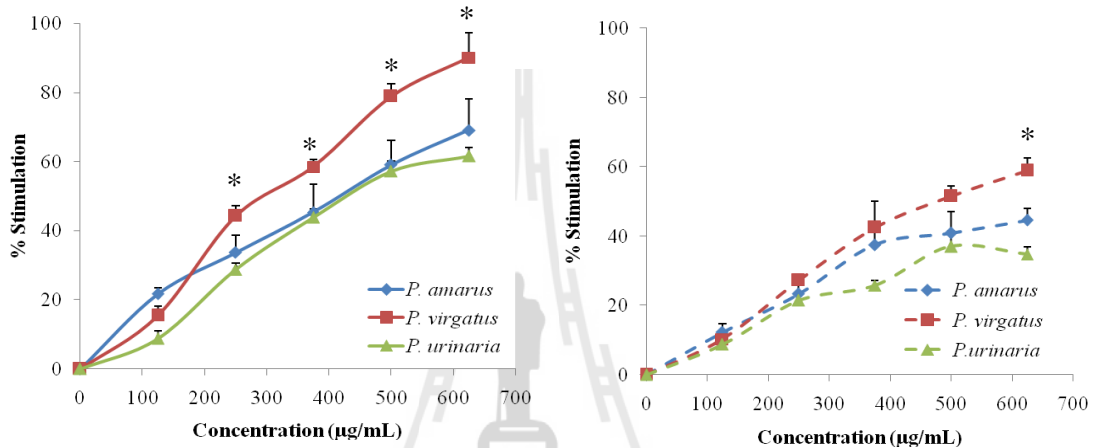 100
80
60
40
20
0
% Stimulation
*
*
*
*
P. amarus
P. virgatus
P. urinaria
0 100 200 300 400 500 600 700
Concentration (µg/mL)
100
80
60
40
20
0
% Stimulation
*
P. amarus
P. virgatus
P.urinaria
0 100 200 300 400 500 600 700
Concentration (µg/mL)